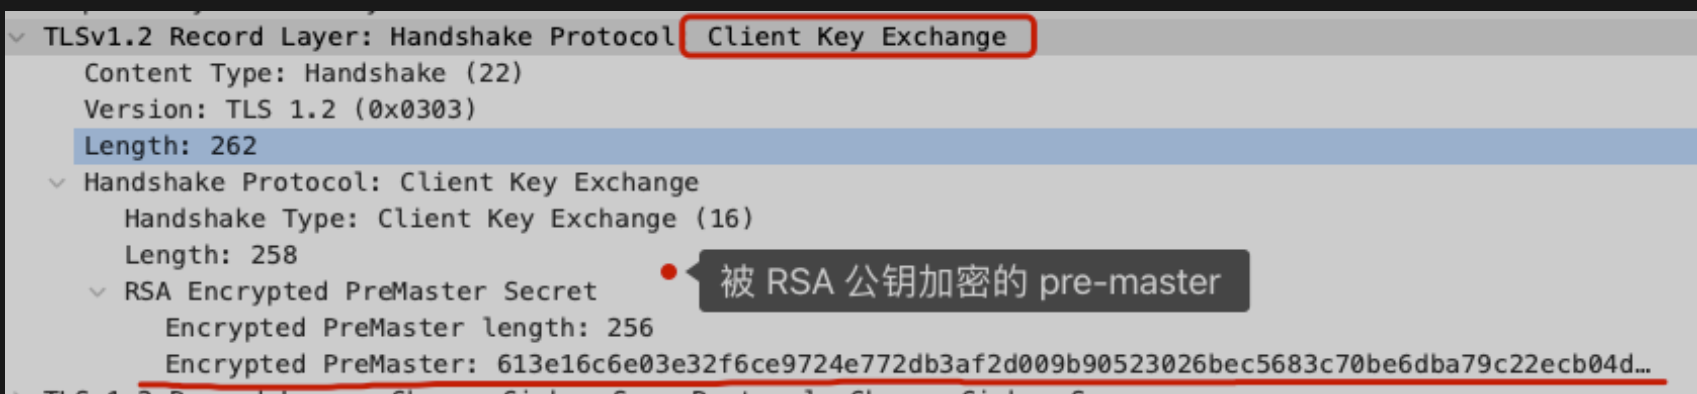 TLSv1.2 Record Layer: Handshake Protocol Client Key Exchange
Content Type: Handshake (22)
Version: TLS 1.2 (0x0303)
Length: 262
Handshake Protocol: Client Key Exchange
Handshake Type: Client Key Exchange (16)
Length: 258
被 RSA 公钥加密的 pre-master
RSA Encrypted PreMaster Secret
Encrypted PreMaster length: 256
Encrypted PreMaster: 613e16c6e03e32f6ce9724e772db3af2d009b90523026bec5683c70be6dba79c22ecb04d…